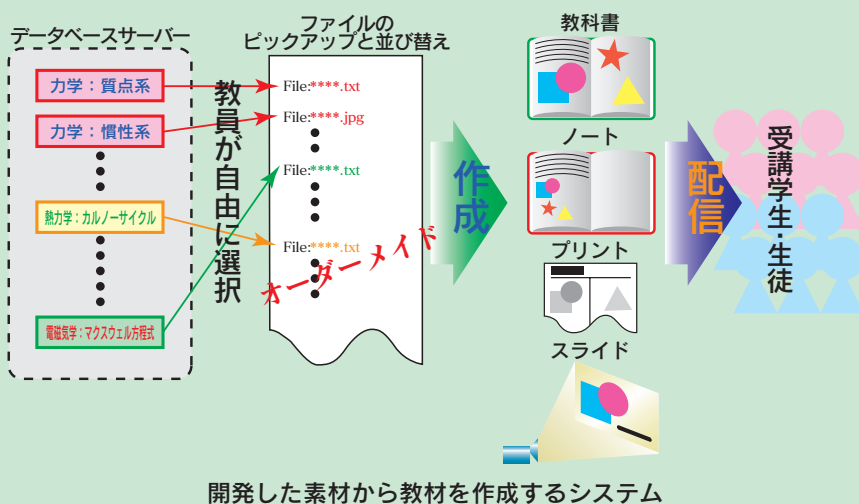 データベースサーバー
力学：質点系
力学：慣性系
熱力学：カルノーサイクル
電磁気学：マクスウェル方程式
教員が自由に選択
ファイルの
ピックアップと並び替え
File:****.txt
File:****.jpg
File:****.txt
File:****.txt
オーダーメイド
作成
教科書
ノート
プリント
スライド
配信
受講学生・生徒
開発した素材から教材を作成するシステム